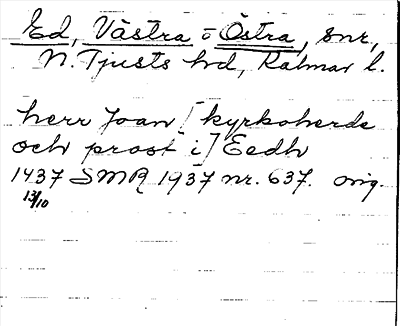 Ed, Västra o Östra, snr,
N. Tjusts hd, Kalmar l.
herr Joan [kyrkoherde
och prost i] Eedh
1437 SMR 1937 nr. 637. orig.
13/10